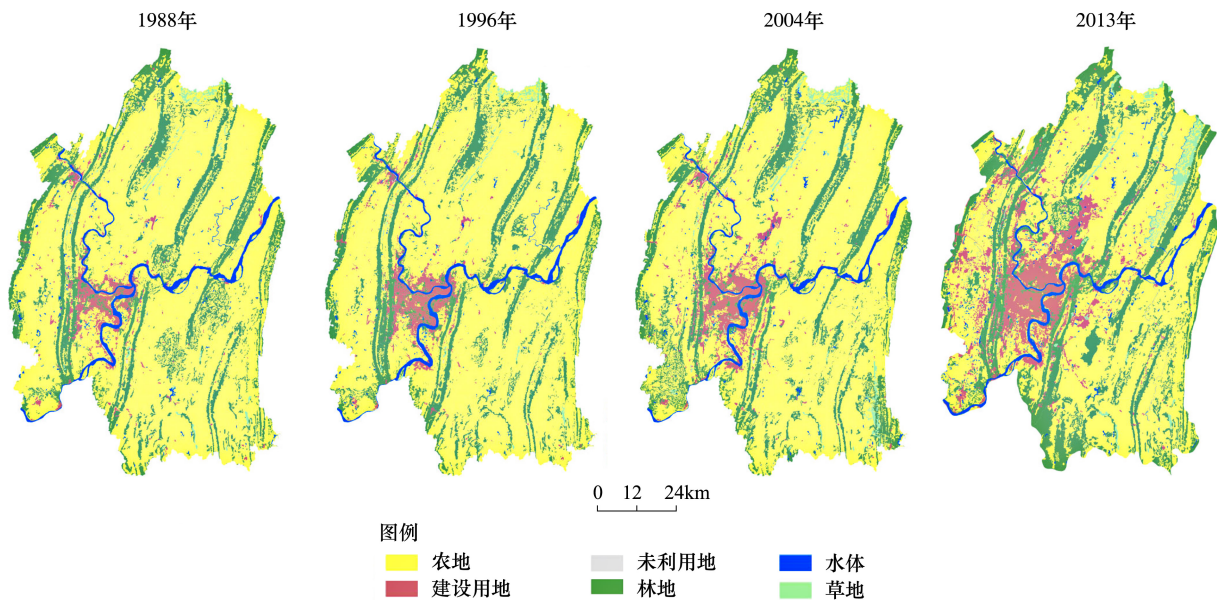 1988年
1996年
2004年
2013年
0 12 24km
图例
农地
未利用地
水体
建设用地
林地
草地